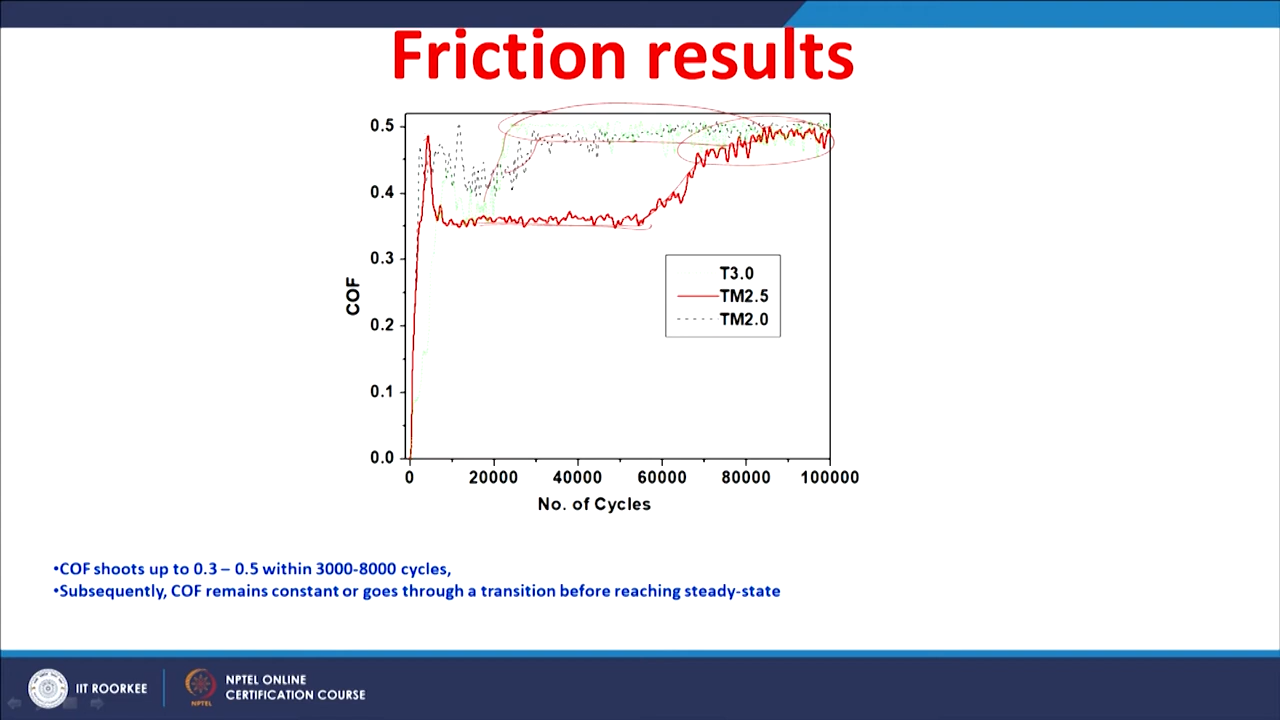 Friction results
0.5
0.4
0.3
0.2
0.1
0.0
COF
T3.0
TM2.5
TM2.0
0 20000 40000 60000 80000 100000
No. of Cycles
•COF shoots up to 0.3 – 0.5 within 3000-8000 cycles,
•Subsequently, COF remains constant or goes through a transition before reaching steady-state
IIT ROORKEE
NPTEL
NPTEL ONLINE
CERTIFICATION COURSE